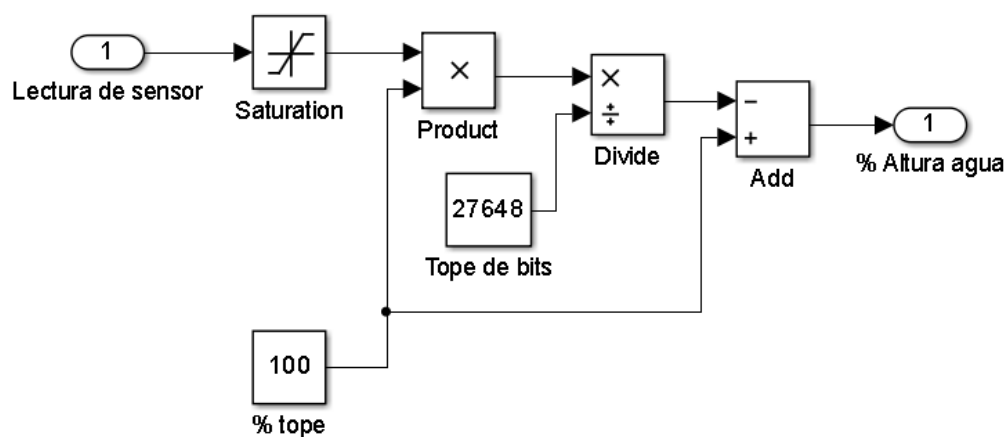 1
Lectura de sensor
Saturation
×
Product
×
÷
Divide
27648
Tope de bits
−
+
Add
1
% Altura agua
100
% tope